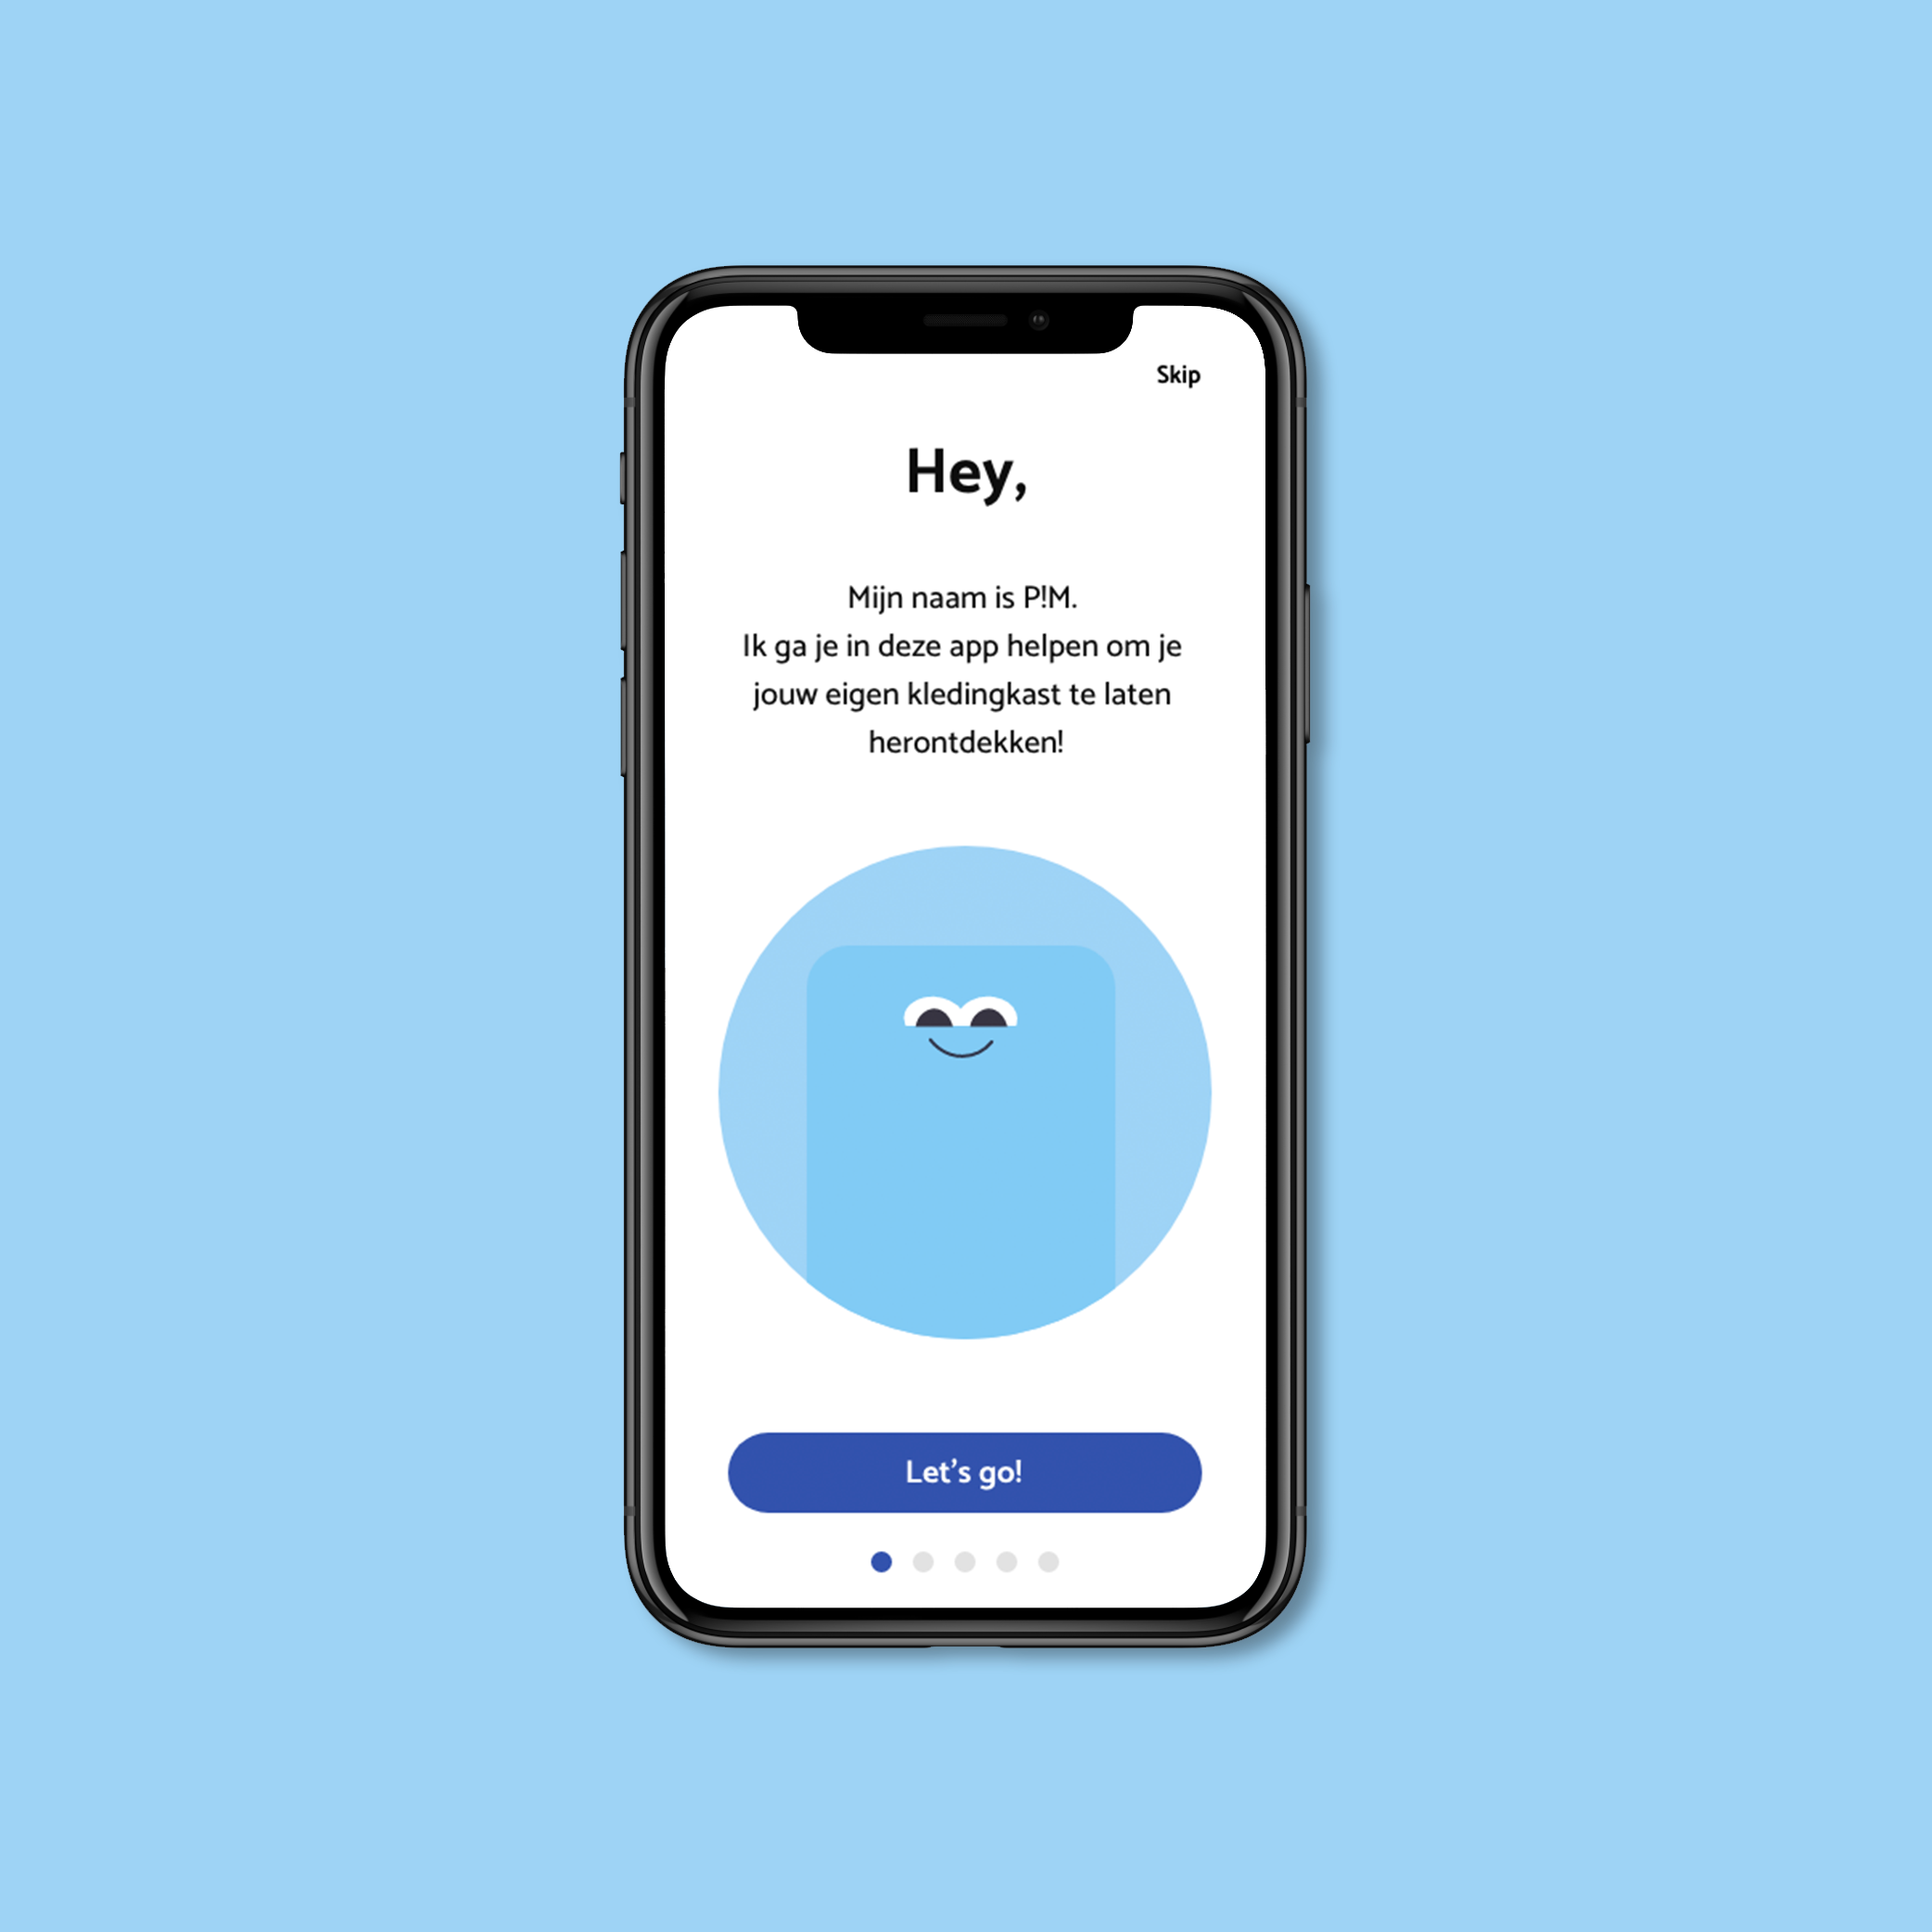 Skip
Hey,
Mijn naam is P!M.
Ik ga je in deze app helpen om je
jouw eigen kledingkast te laten
herontdekken!
Let's go!